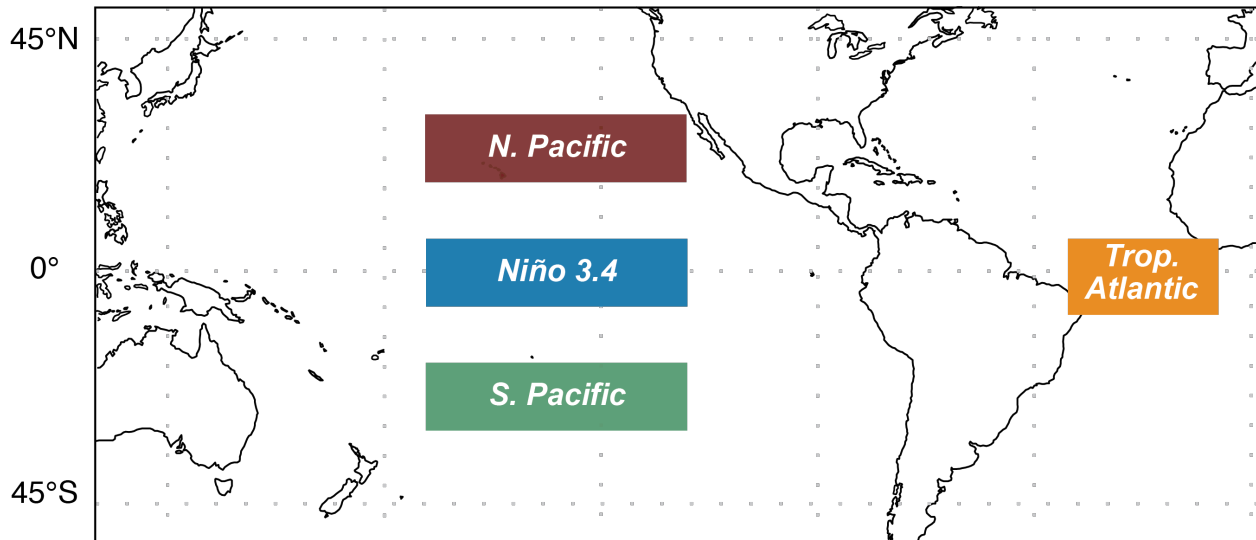 45°N
N. Pacific
0°
Niño 3.4
Trop.
Atlantic
S. Pacific
45°S